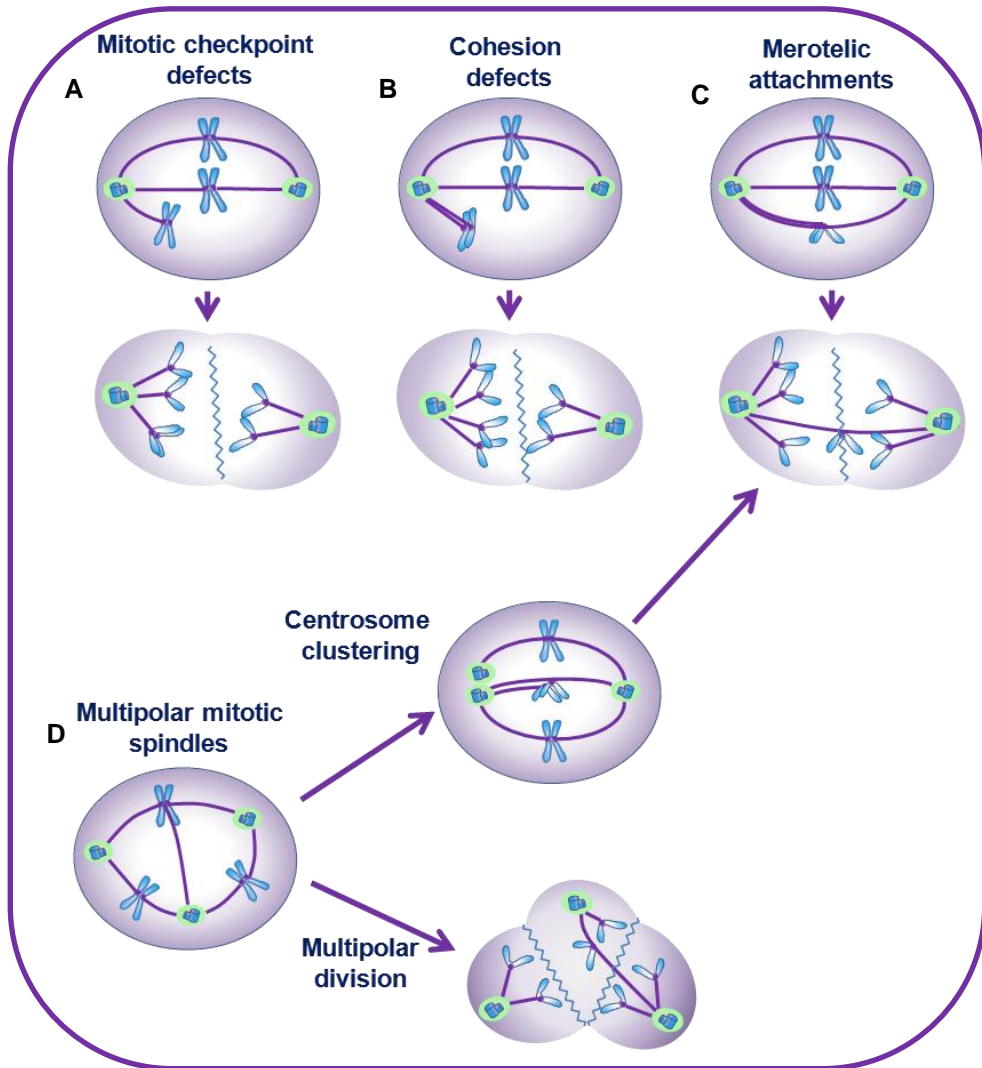 A
Mitotic checkpoint
defects
B
Cohesion
defects
C
Merotelic
attachments
Centrosome
clustering
D
Multipolar mitotic
spindles
Multipolar
division